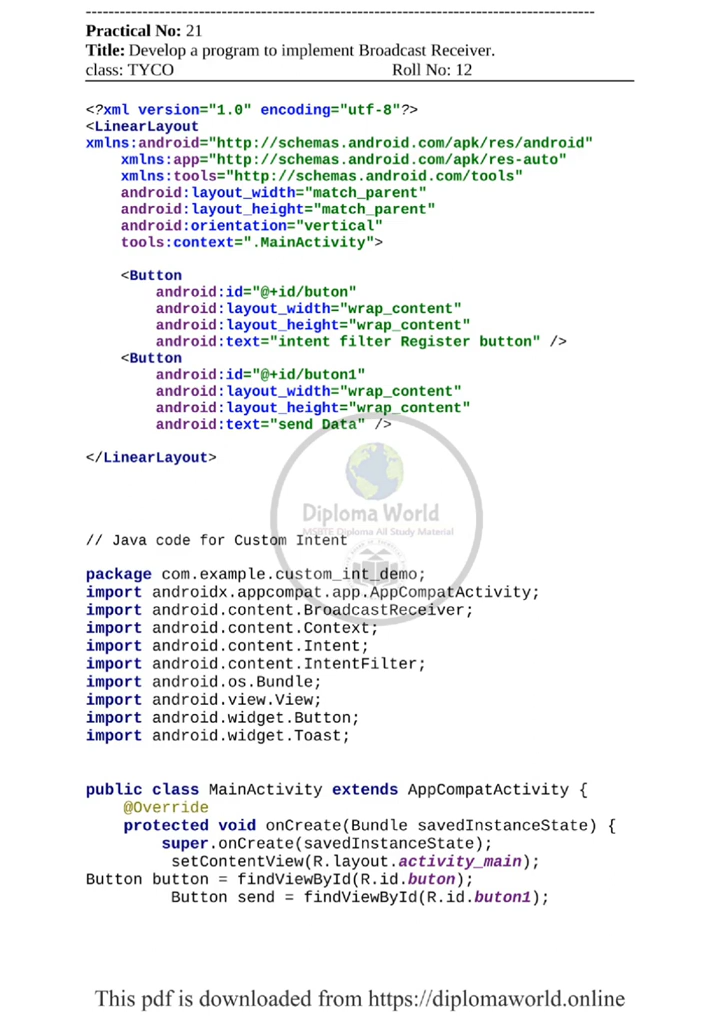 --------------------------------------------------------------------------------------------
Practical No: 21
Title: Develop a program to implement Broadcast Receiver.
class: TYCO Roll No: 12
<?xml version="1.0" encoding="utf-8"?>
<LinearLayout
xmlns:android="http://schemas.android.com/apk/res/android"
    xmlns:app="http://schemas.android.com/apk/res-auto"
    xmlns:tools="http://schemas.android.com/tools"
    android:layout_width="match_parent"
    android:layout_height="match_parent"
    android:orientation="vertical"
    tools:context=".MainActivity">
    <Button
        android:id="@+id/buton"
        android:layout_width="wrap_content"
        android:layout_height="wrap_content"
        android:text="intent filter Register button" />
    <Button
        android:id="@+id/buton1"
        android:layout_width="wrap_content"
        android:layout_height="wrap_content"
        android:text="send Data" />
</LinearLayout>
Diploma World
MSBTE Diploma All Study Material
// Java code for Custom Intent
package com.example.custom_int_demo;
import androidx.appcompat.app.AppCompatActivity;
import android.content.BroadcastReceiver;
import android.content.Context;
import android.content.Intent;
import android.content.IntentFilter;
import android.os.Bundle;
import android.view.View;
import android.widget.Button;
import android.widget.Toast;
public class MainActivity extends AppCompatActivity {
    @Override
    protected void onCreate(Bundle savedInstanceState) {
        super.onCreate(savedInstanceState);
         setContentView(R.layout.activity_main);
Button button = findViewById(R.id.buton);
         Button send = findViewById(R.id.buton1);
This pdf is downloaded from https://diplomaworld.online